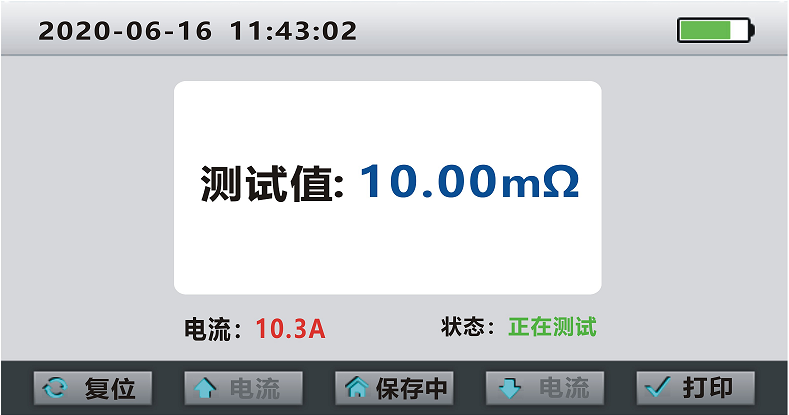 2020-06-16 11:43:02
测试值: 10.00mΩ
电流：10.3A 状态：正在测试
复位 电流 保存中 电流 打印